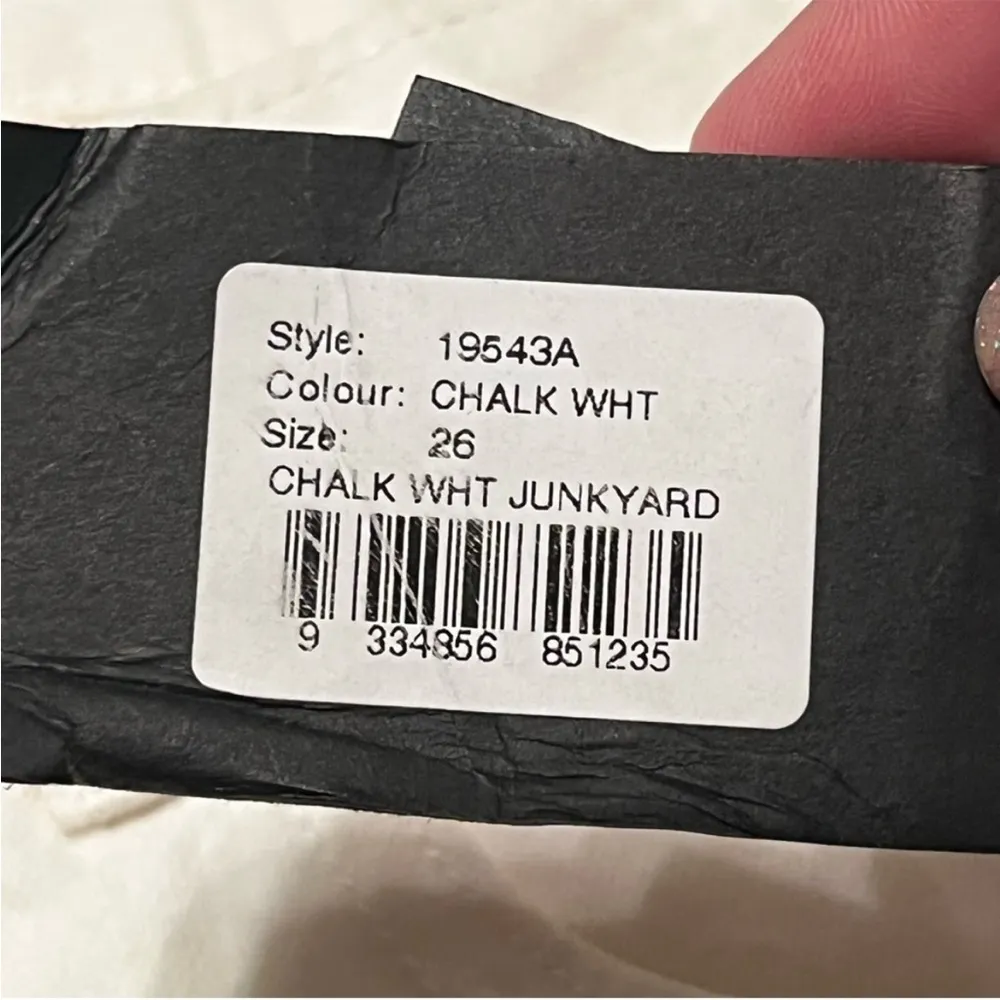 Style: 19543A
Colour: CHALK WHT
Size: 26
CHALK WHT JUNKYARD
9 334856 851235